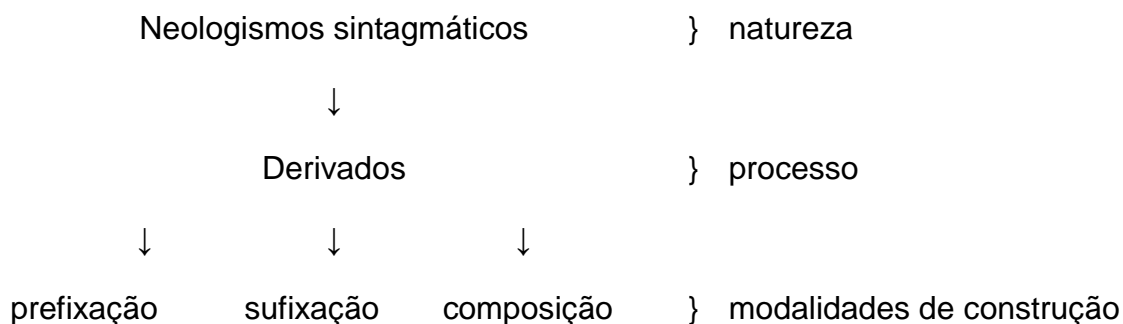 Neologismos sintagmáticos } natureza
↓
Derivados } processo
↓ ↓ ↓
prefixação sufixação composição } modalidades de construção